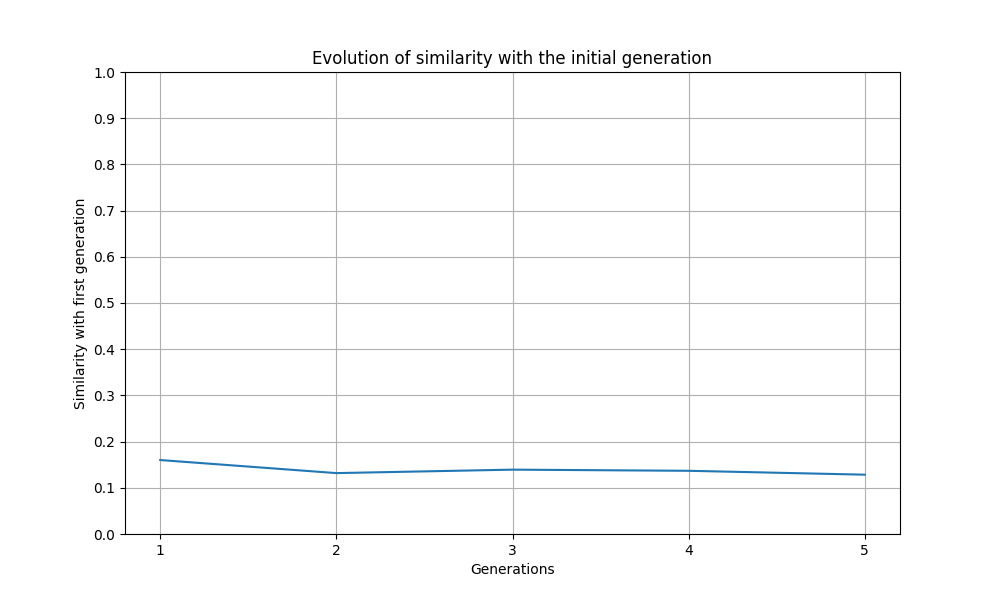 Evolution of similarity with the initial generation
1.0
0.9
0.8
0.7
0.6
0.5
0.4
0.3
0.2
0.1
0.0
Similarity with first generation
1 2 3 4 5
Generations